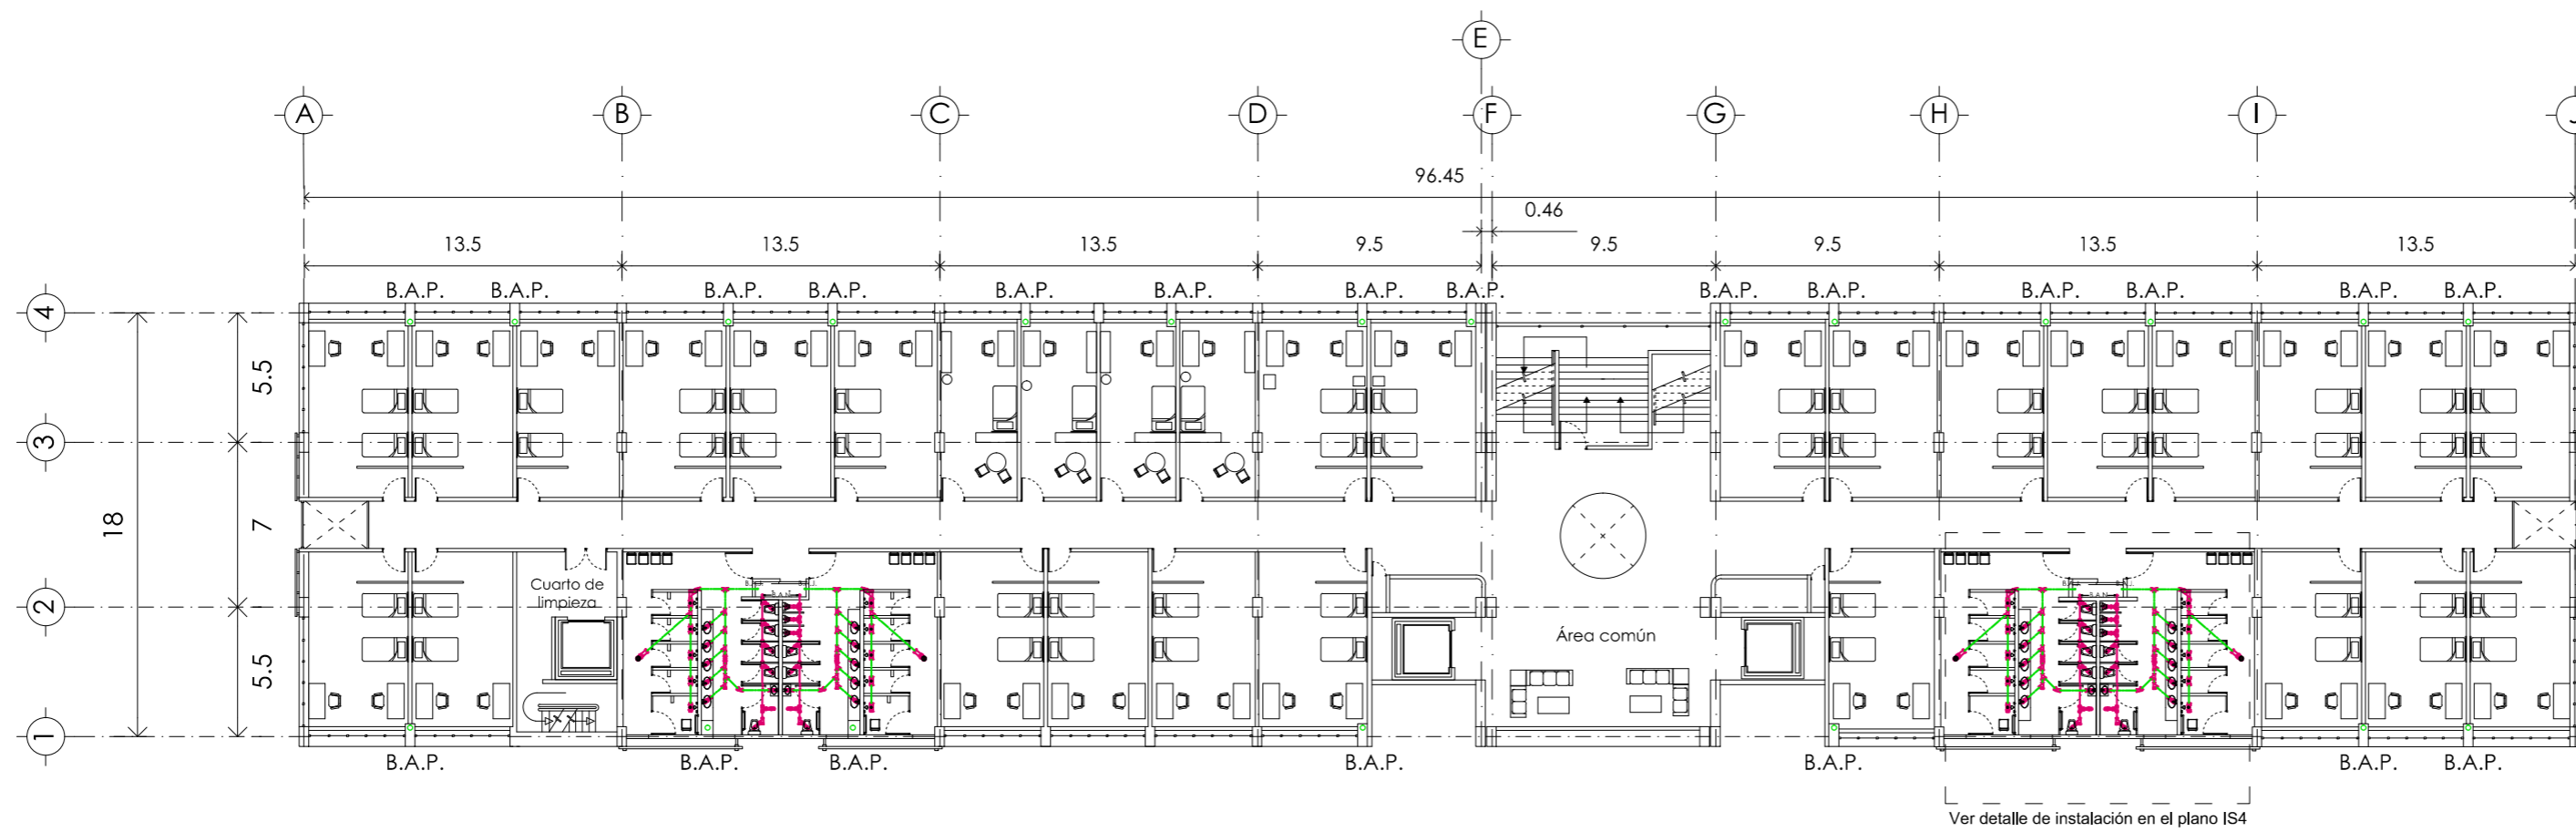 E
A B C D F G H I J
96.45
0.46
13.5 13.5 13.5 9.5 9.5 9.5 13.5 13.5
B.A.P. B.A.P. B.A.P. B.A.P. B.A.P. B.A.P. B.A.P. B.A.P. B.A.P. B.A.P. B.A.P. B.A.P. B.A.P. B.A.P.
4
5.5
3
18
7
Cuarto de
limpieza
2
B.A.N.
Área común
5.5
1
B.A.P. B.A.P. B.A.P. B.A.P. B.A.P. B.A.P. B.A.P.
Ver detalle de instalación en el plano IS4